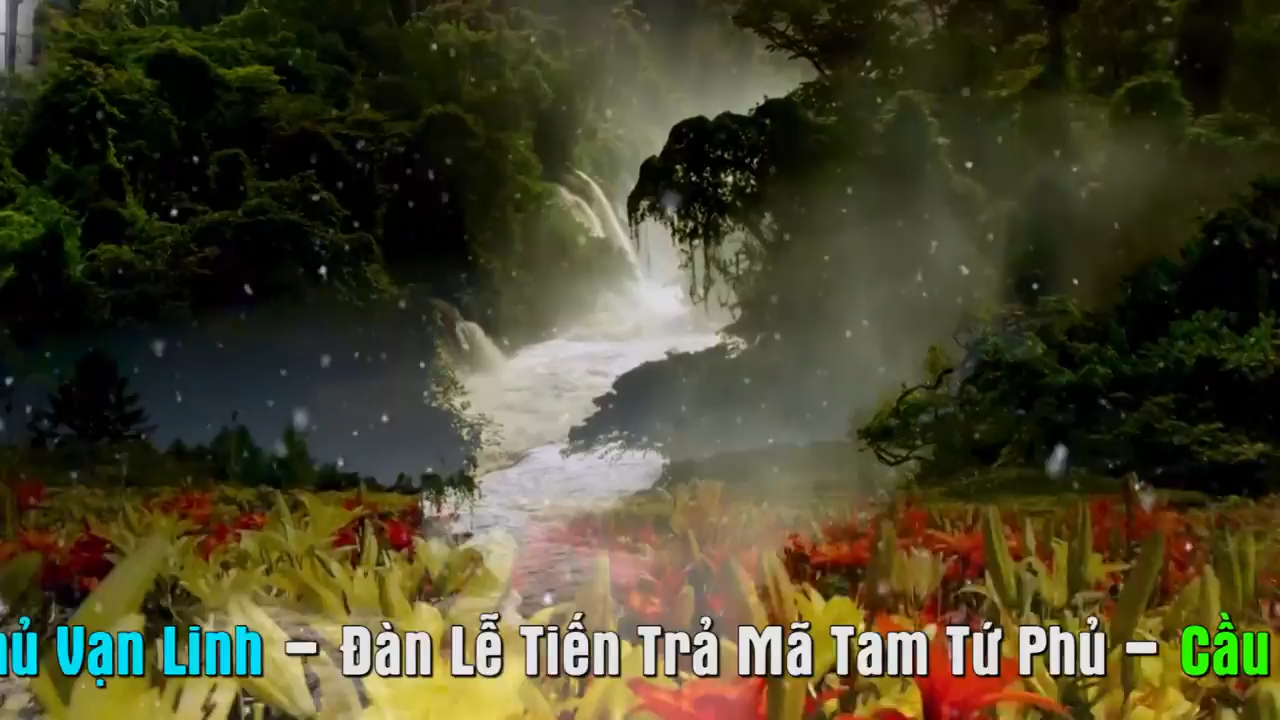 Vạn Linh - Đàn Lễ Tiến Trả Mã Tam Tứ Phủ - Cầu